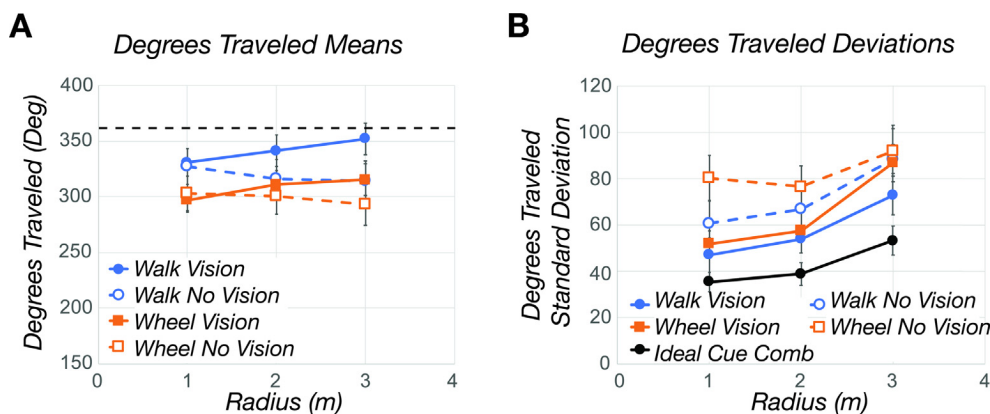 A
Degrees Traveled Means
Degrees Traveled (Deg)
400
350
300
250
200
150
0
1
2
3
4
Radius (m)
Walk Vision
Walk No Vision
Wheel Vision
Wheel No Vision
B
Degrees Traveled Deviations
Degrees Traveled
Standard Deviation
120
100
80
60
40
20
0
0
1
2
3
4
Radius (m)
Walk Vision
Walk No Vision
Wheel Vision
Wheel No Vision
Ideal Cue Comb